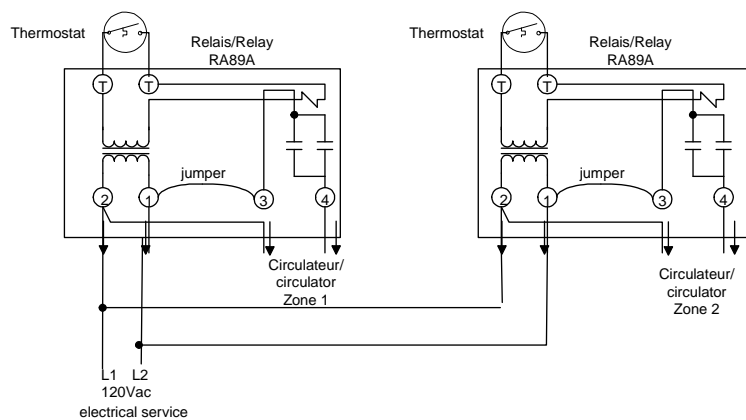 Thermostat
Relais/Relay
RA89A
T T
jumper
2 1 3 4
Circulateur/
circulator
Zone 1
Thermostat
Relais/Relay
RA89A
T T
jumper
2 1 3 4
Circulateur/
circulator
Zone 2
L1 L2
120Vac
electrical service